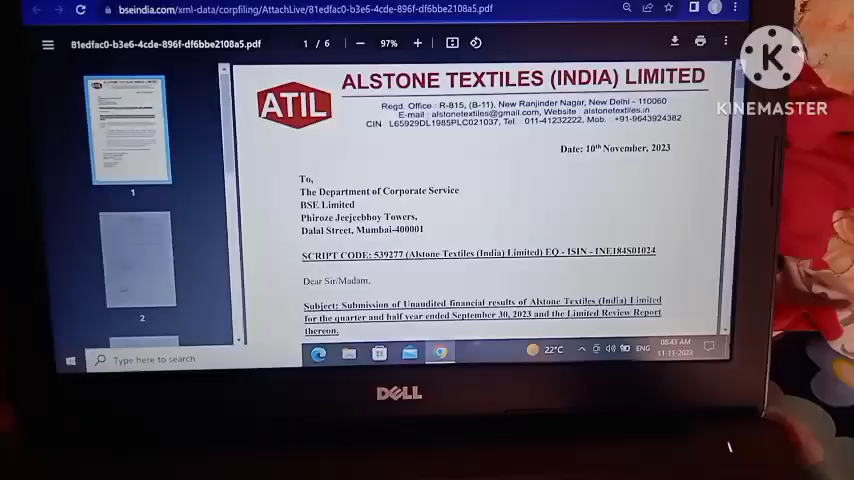 bseindia.com/xml-data/corpfiling/AttachLive/81edfac0-b3e6-4cde-896f-df6bbe2108a5.pdf
81edfac0-b3e6-4cde-896f-df6bbe2108a5.pdf
1 / 6
97%
KINEMASTER
ATIL
ALSTONE TEXTILES (INDIA) LIMITED
Regd. Office : R-815, (B-11), New Ranjinder Nagar, New Delhi - 110060
E-mail : alstonetextiles@gmail.com, Website : alstonetextiles.in
CIN L65929DL1985PLC021037, Tel : 011-41232222, Mob. +91-9643924382
Date: 10th November, 2023
To,
The Department of Corporate Service
BSE Limited
Phiroze Jeejeebhoy Towers,
Dalal Street, Mumbai-400001
SCRIPT CODE: 539277 (Alstone Textiles (India) Limited) EQ - ISIN - INE184S01024
Dear Sir/Madam,
Subject: Submission of Unaudited financial results of Alstone Textiles (India) Limited
for the quarter and half year ended September 30, 2023 and the Limited Review Report
thereon.
1
2
Type here to search
22°C
ENG
08:43 AM
11-11-2023
DELL